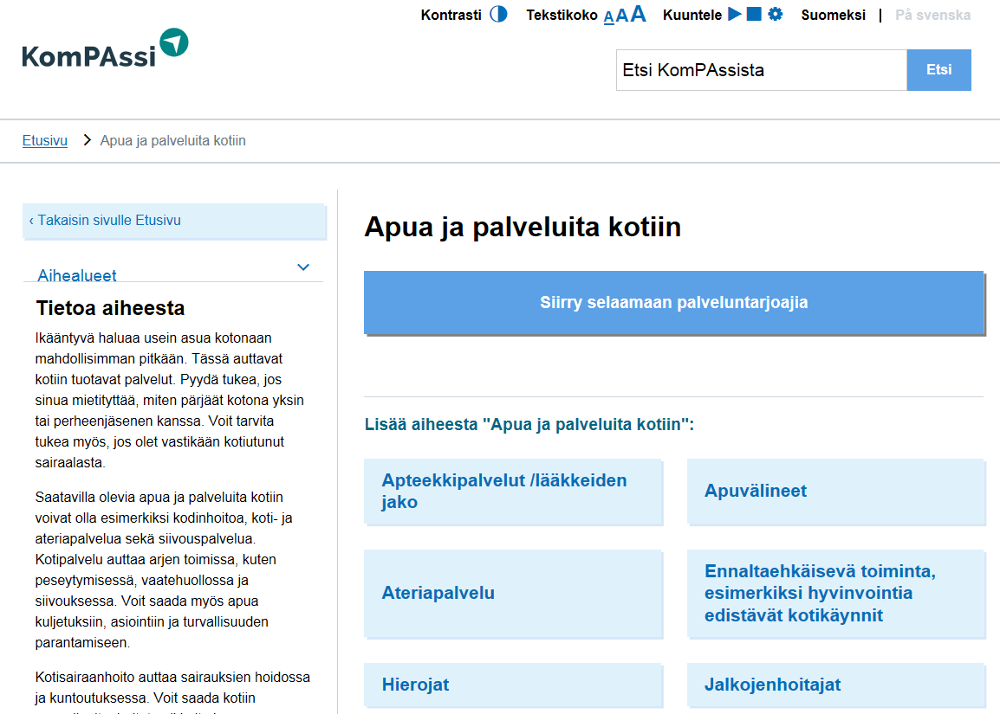 Kontrasti Tekstikoko A A A Kuuntele Suomeksi | På svenska
KomPAssi
Etsi KomPAssista Etsi
Etusivu Apua ja palveluita kotiin
‹ Takaisin sivulle Etusivu
Aihealueet
Tietoa aiheesta
Ikääntyvä haluaa usein asua kotonaan
mahdollisimman pitkään. Tässä auttavat
kotiin tuotavat palvelut. Pyydä tukea, jos
sinua mietityttää, miten pärjäät kotona yksin
tai perheenjäsenen kanssa. Voit tarvita
tukea myös, jos olet vastikään kotiutunut
sairaalasta.
Saatavilla olevia apua ja palveluita kotiin
voivat olla esimerkiksi kodinhoitoa, koti- ja
ateriapalvelua sekä siivouspalvelua.
Kotipalvelu auttaa arjen toimissa, kuten
peseytymisessä, vaatehuollossa ja
siivouksessa. Voit saada myös apua
kuljetuksiin, asiointiin ja turvallisuuden
parantamiseen.
Kotisairaanhoito auttaa sairauksien hoidossa
ja kuntoutuksessa. Voit saada kotiin
Apua ja palveluita kotiin
Siirry selaamaan palveluntarjoajia
Lisää aiheesta "Apua ja palveluita kotiin":
Apteekkipalvelut /lääkkeiden
jako
Apuvälineet
Ateriapalvelu
Ennaltaehkäisevä toiminta,
esimerkiksi hyvinvointia
edistävät kotikäynnit
Hierojat
Jalkojenhoitajat